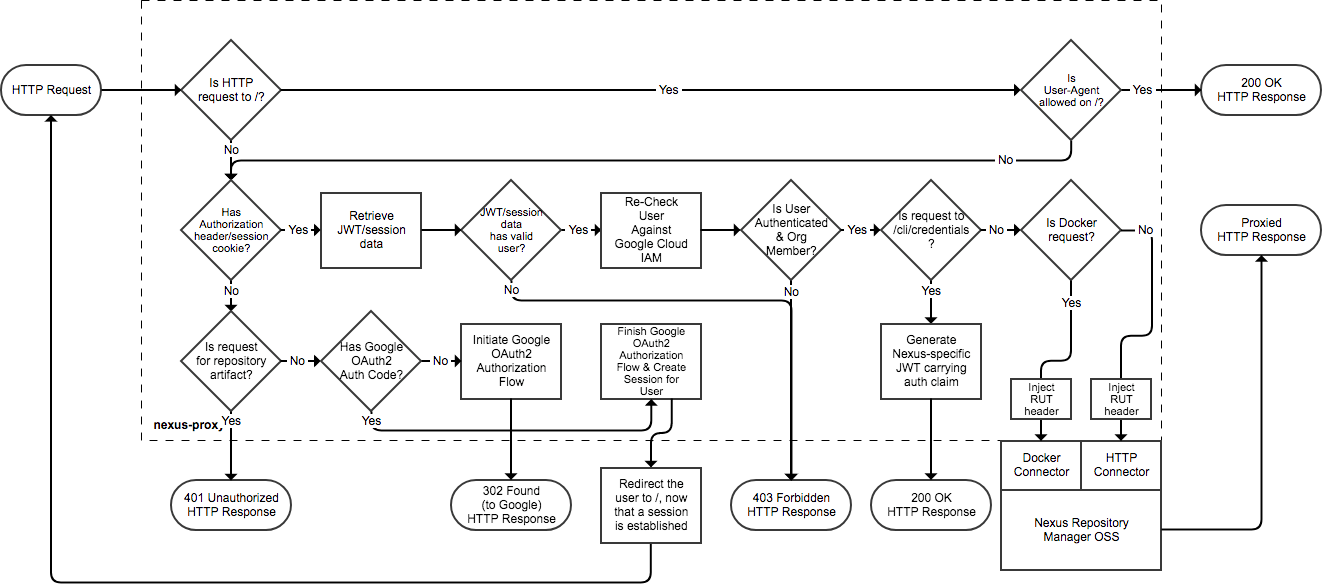 HTTP Request
Is HTTP
request to /?
Yes
Is
User-Agent
allowed on /?
Yes
200 OK
HTTP Response
No
No
Has
Authorization
header/session
cookie?
Yes
Retrieve
JWT/session
data
JWT/session
data
has valid
user?
Yes
Re-Check
User
Against
Google Cloud
IAM
Is User
Authenticated
& Org
Member?
Yes
Is request to
/cli/credentials
?
No
Is Docker
request?
No
Proxied
HTTP Response
No
No
No
Yes
Yes
Is request
for repository
artifact?
No
Has Google
OAuth2
Auth Code?
No
Initiate Google
OAuth2
Authorization
Flow
Finish Google
OAuth2
Authorization
Flow & Create
Session for
User
Generate
Nexus-specific
JWT carrying
auth claim
Inject
RUT
header
Inject
RUT
header
nexus-prox
Yes
Yes
401 Unauthorized
HTTP Response
302 Found
(to Google)
HTTP Response
Redirect the
user to /, now
that a session
is established
403 Forbidden
HTTP Response
200 OK
HTTP Response
Docker
Connector
HTTP
Connector
Nexus Repository
Manager OSS